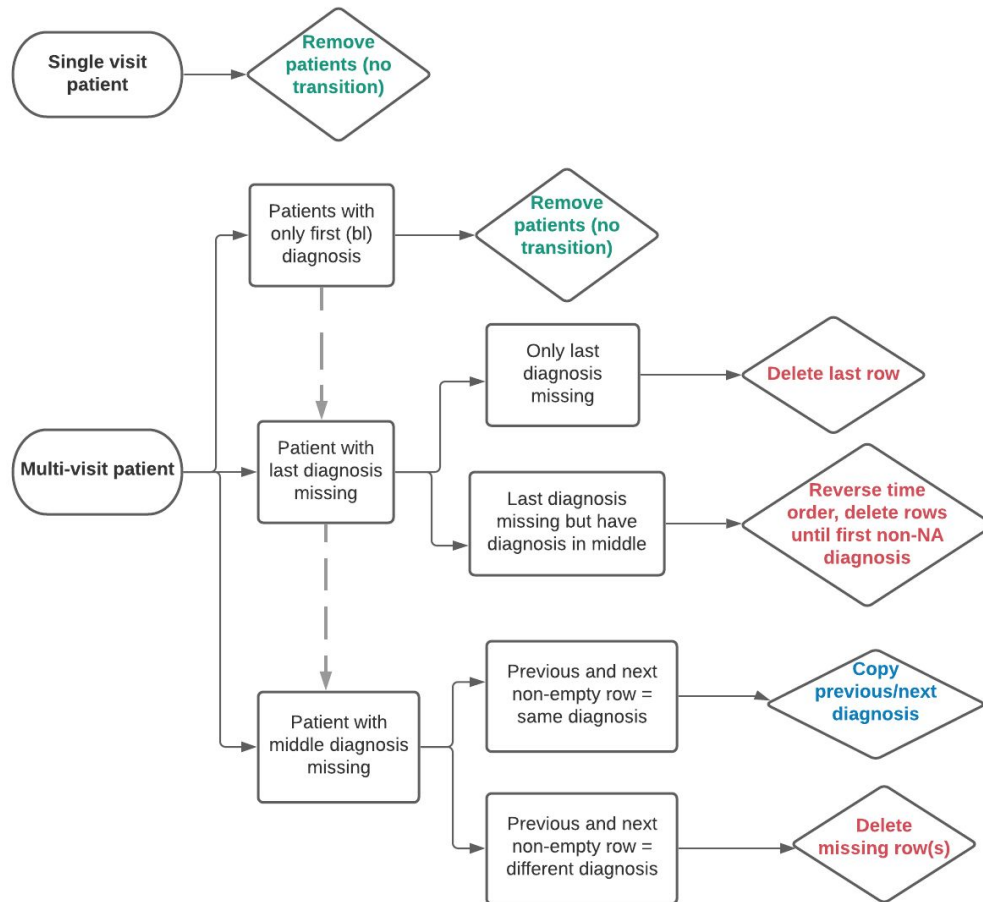 Single visit
patient
Remove
patients (no
transition)
Patients with
only first (bl)
diagnosis
Remove
patients (no
transition)
Only last
diagnosis
missing
Delete last row
Multi-visit patient
Patient with
last diagnosis
missing
Last diagnosis
missing but have
diagnosis in middle
Reverse time
order, delete rows
until first non-NA
diagnosis
Patient with
middle diagnosis
missing
Previous and next
non-empty row =
same diagnosis
Copy
previous/next
diagnosis
Previous and next
non-empty row =
different diagnosis
Delete
missing row(s)